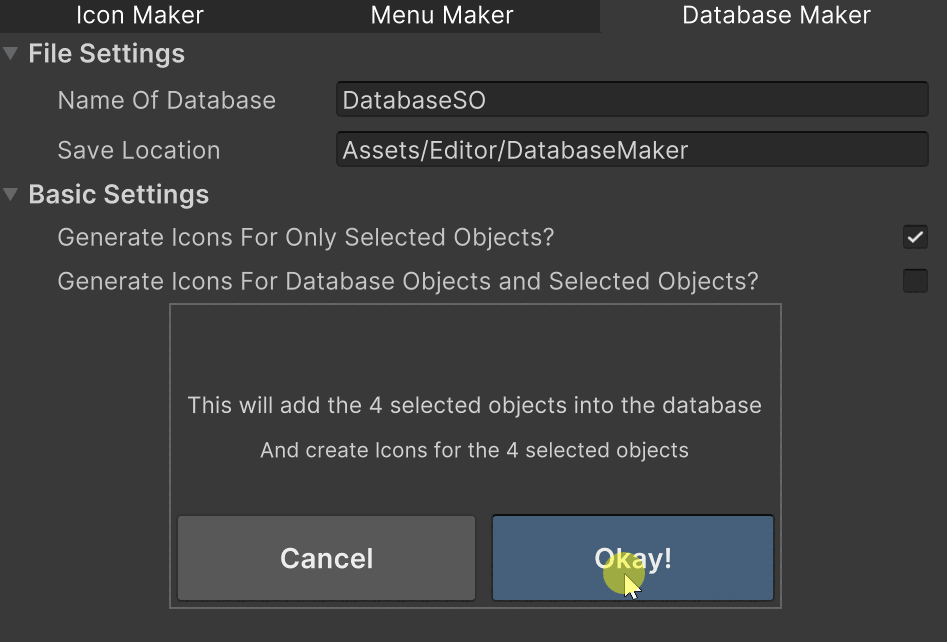 Icon Maker Menu Maker Database Maker
File Settings
Name Of Database DatabaseSO
Save Location Assets/Editor/DatabaseMaker
Basic Settings
Generate Icons For Only Selected Objects?
Generate Icons For Database Objects and Selected Objects?
This will add the 4 selected objects into the database
And create Icons for the 4 selected objects
Cancel Okay!